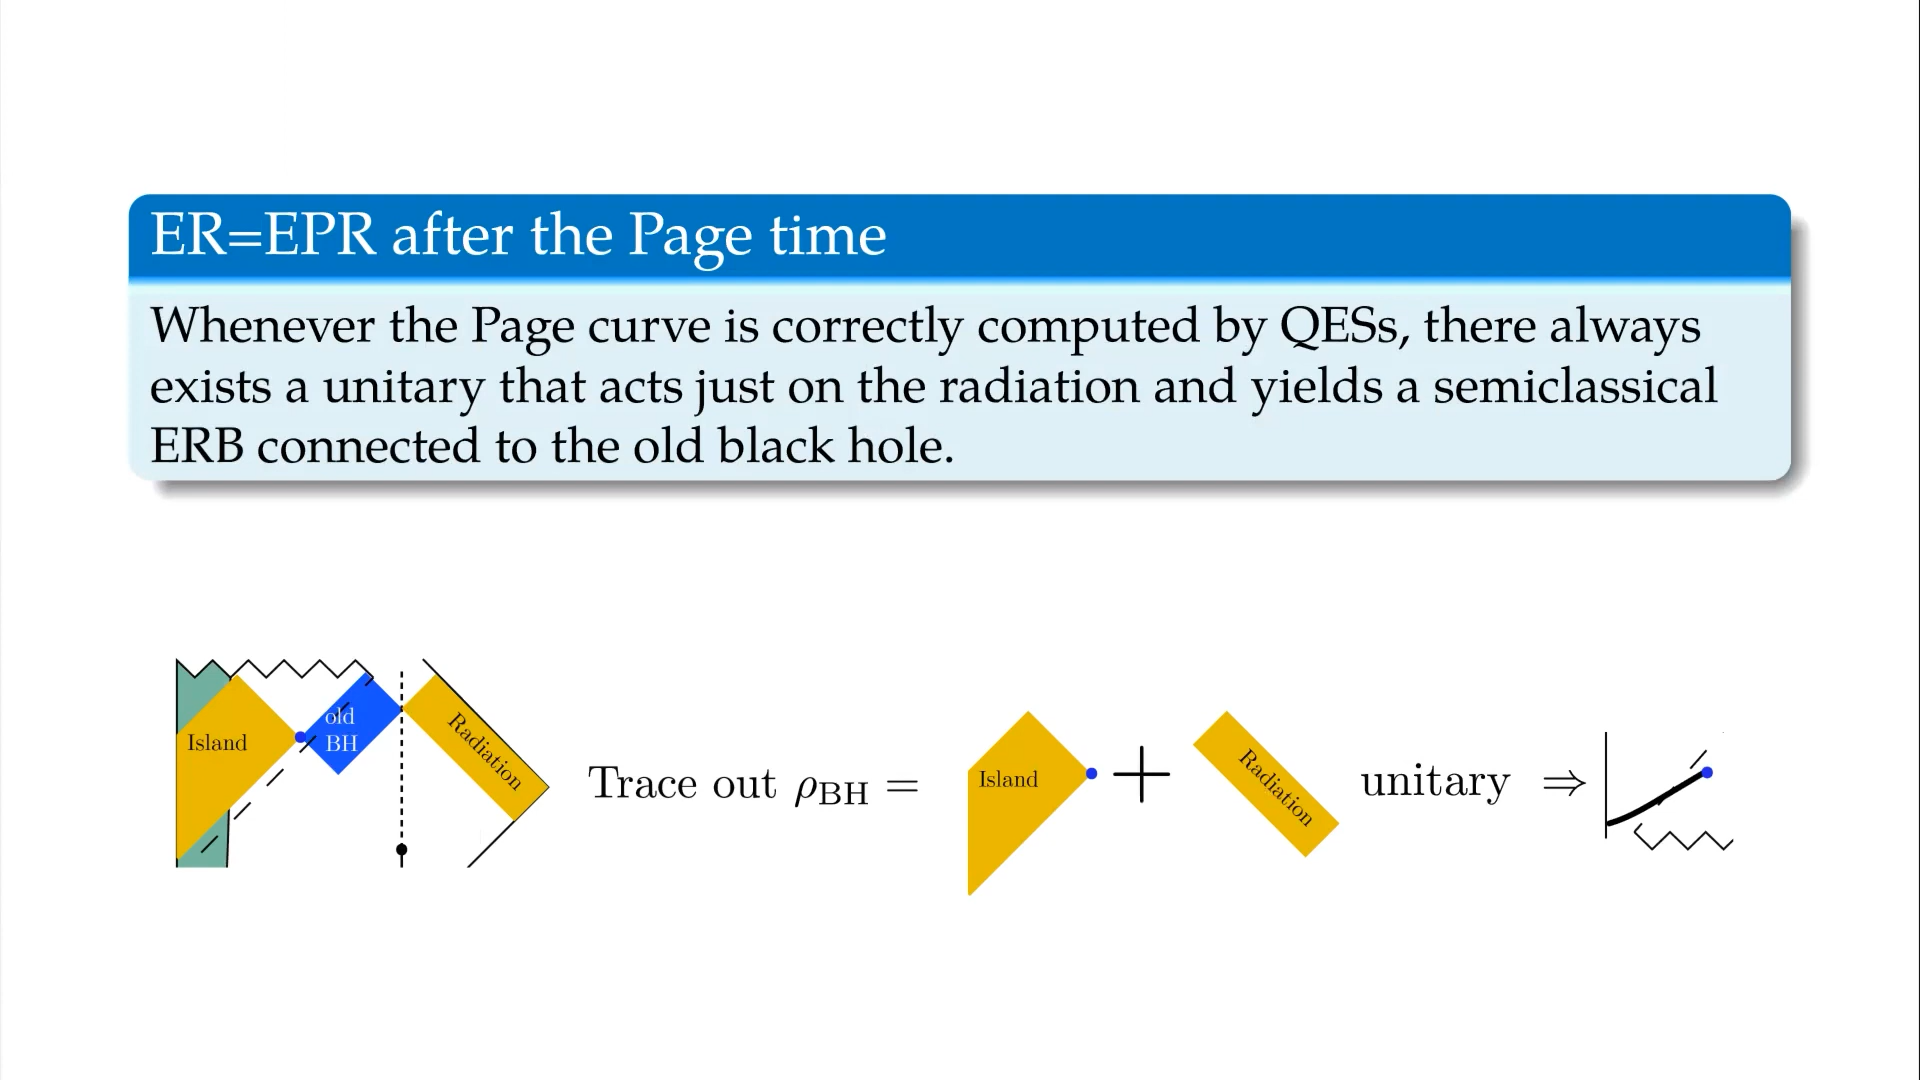 ER=EPR after the Page time
Whenever the Page curve is correctly computed by QESs, there always
exists a unitary that acts just on the radiation and yields a semiclassical
ERB connected to the old black hole.
Island
old
BH
Radiation
Trace out ρBH =
Island
+
Radiation
unitary ⇒